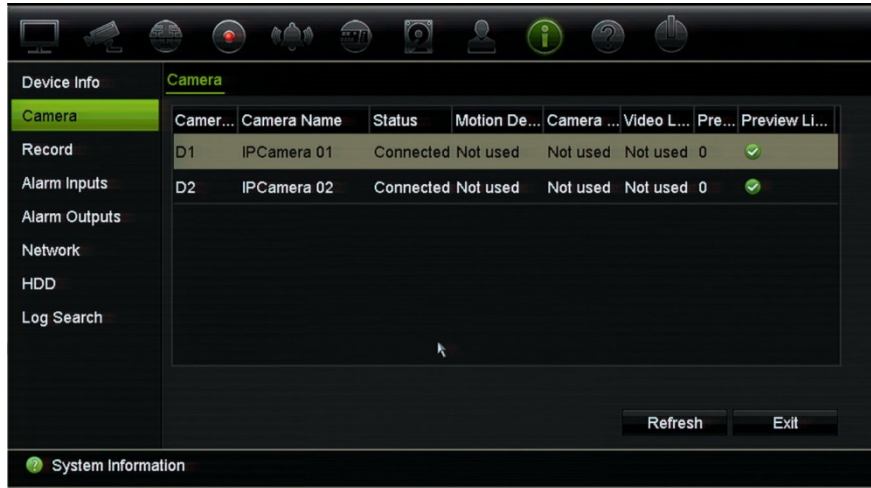 Device Info
Camera
Record
Alarm Inputs
Alarm Outputs
Network
HDD
Log Search
Camera
Camer... Camera Name Status Motion De... Camera ... Video L... Pre... Preview Li...
D1 IPCamera 01 Connected Not used Not used Not used 0
D2 IPCamera 02 Connected Not used Not used Not used 0
Refresh Exit
System Information